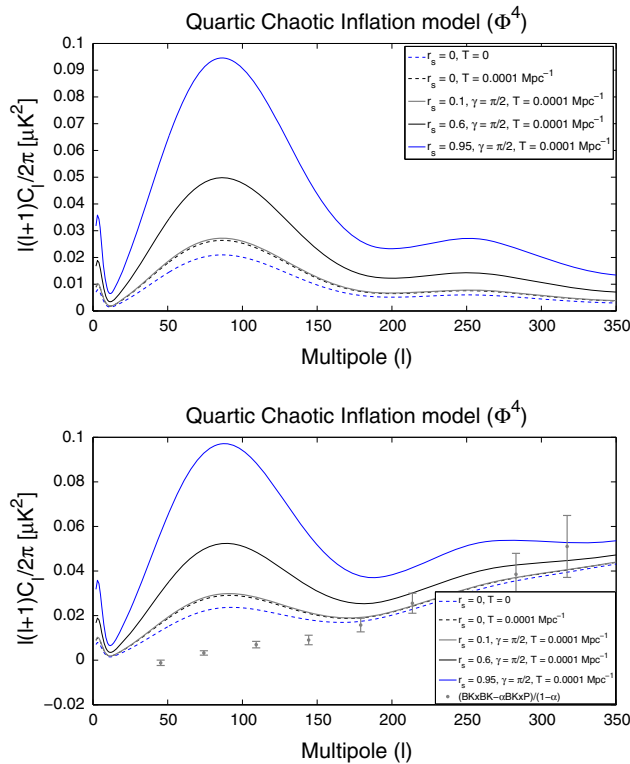 Quartic Chaotic Inflation model (Φ⁴)
l(l+1)C_l/2π [μK²]
0.1
0.09
0.08
0.07
0.06
0.05
0.04
0.03
0.02
0.01
0
r_s = 0, T = 0
r_s = 0, T = 0.0001 Mpc⁻¹
r_s = 0.1, γ = π/2, T = 0.0001 Mpc⁻¹
r_s = 0.6, γ = π/2, T = 0.0001 Mpc⁻¹
r_s = 0.95, γ = π/2, T = 0.0001 Mpc⁻¹
0 50 100 150 200 250 300 350
Multipole (l)
Quartic Chaotic Inflation model (Φ⁴)
l(l+1)C_l/2π [μK²]
0.1
0.08
0.06
0.04
0.02
0
-0.02
r_s = 0, T = 0
r_s = 0, T = 0.0001 Mpc⁻¹
r_s = 0.1, γ = π/2, T = 0.0001 Mpc⁻¹
r_s = 0.6, γ = π/2, T = 0.0001 Mpc⁻¹
r_s = 0.95, γ = π/2, T = 0.0001 Mpc⁻¹
(BKxBK−αBKxP)/(1−α)
0 50 100 150 200 250 300 350
Multipole (l)